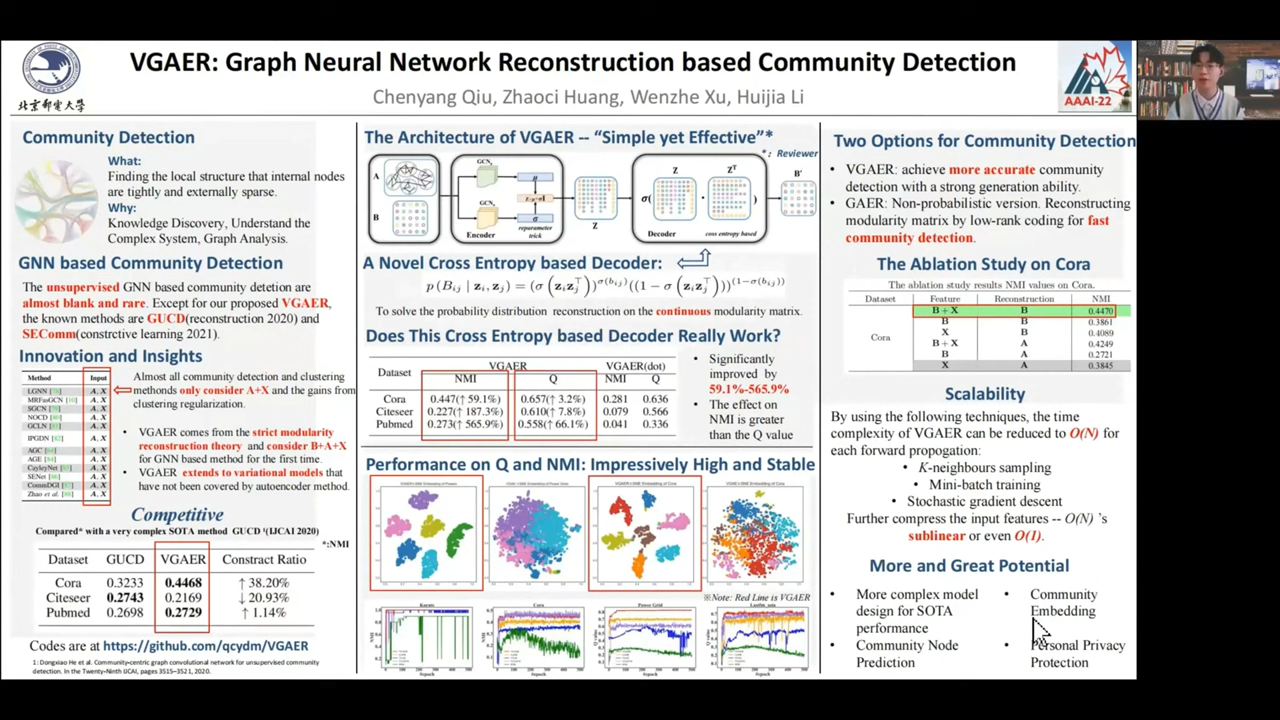 VGAER: Graph Neural Network Reconstruction based Community Detection
Chenyang Qiu, Zhaoci Huang, Wenzhe Xu, Huijia Li
北京邮电大学
AAAI-22
Community Detection
What:
Finding the local structure that internal nodes
are tightly and externally sparse.
Why:
Knowledge Discovery, Understand the
Complex System, Graph Analysis.
GNN based Community Detection
The unsupervised GNN based community detetion are
almost blank and rare. Except for our proposed VGAER,
the known methods are GUCD(reconstruction 2020) and
SEComm(constrctive learning 2021).
Innovation and Insights
Method Input
LGNN A, X
MRFasGCN A, X
SGCN A, X
NOCD A, X
GCLN A, X
IPGDN A, X
AGC A, X
AGE A, X
CayleyNet A, X
SENet A, X
CommDGI A, X
Zhao et al. A, X
Almost all community detection and clustering
methods only consider A+X and the gains from
clustering regularization.
• VGAER comes from the strict modularity
reconstruction theory and consider B+A+X
for GNN based method for the first time.
• VGAER extends to variational models that
have not been covered by autoencoder method.
Competitive
Compared* with a very complex SOTA method GUCD ¹(IJCAI 2020)
*:NMI
Dataset GUCD VGAER Constract Ratio
Cora 0.3233 0.4468 ↑ 38.20%
Citeseer 0.2743 0.2169 ↓ 20.93%
Pubmed 0.2698 0.2729 ↑ 1.14%
Codes are at https://github.com/qcydm/VGAER
1: Dongxiao He et al. Community-centric graph convolutional network for unsupervised community
detection. In the Twenty-Ninth IJCAI, pages 3515–3521, 2020.
The Architecture of VGAER -- “Simple yet Effective”*
*: Reviewer
A
B
GCNμ
GCNσ
μ
σ
Encoder
reparameter
trick
Z
σ(
Z
Zᵀ
)
Decoder
cross entropy based
B'
A Novel Cross Entropy based Decoder:
p (B_ij | z_i, z_j) = (σ (z_i z_j^⊤))^σ(b_ij) ((1 − σ (z_i z_j^⊤))^(1−σ(b_ij))
To solve the probability distribution reconstruction on the continuous modularity matrix.
Does This Cross Entropy based Decoder Really Work?
Dataset VGAER VGAER(dot)
NMI Q NMI Q
Cora 0.447(↑ 59.1%) 0.657(↑ 3.2%) 0.281 0.636
Citeseer 0.227(↑ 187.3%) 0.610(↑ 7.8%) 0.079 0.566
Pubmed 0.273(↑ 565.9%) 0.558(↑ 66.1%) 0.041 0.336
• Significantly
improved by
59.1%-565.9%
• The effect on
NMI is greater
than the Q value
Performance on Q and NMI: Impressively High and Stable
※Note: Red Line is VGAER
Karate
Cora
Power Grid
Two Options for Community Detection
• VGAER: achieve more accurate community
detection with a strong generation ability.
• GAER: Non-probabilistic version. Reconstructing
modularity matrix by low-rank coding for fast
community detection.
The Ablation Study on Cora
The ablation study results NMI values on Cora.
Dataset Feature Reconstruction NMI
B + X B 0.4470
B B 0.3861
X B 0.4089
Cora
B + X A 0.4249
B A 0.2721
X A 0.3845
Scalability
By using the following techniques, the time
complexity of VGAER can be reduced to O(N) for
each forward propogation:
• K-neighbours sampling
• Mini-batch training
• Stochastic gradient descent
Further compress the input features -- O(N) 's
sublinear or even O(1).
More and Great Potential
• More complex model
design for SOTA
performance
• Community Node
Prediction
• Community
Embedding
• Personal Privacy
Protection